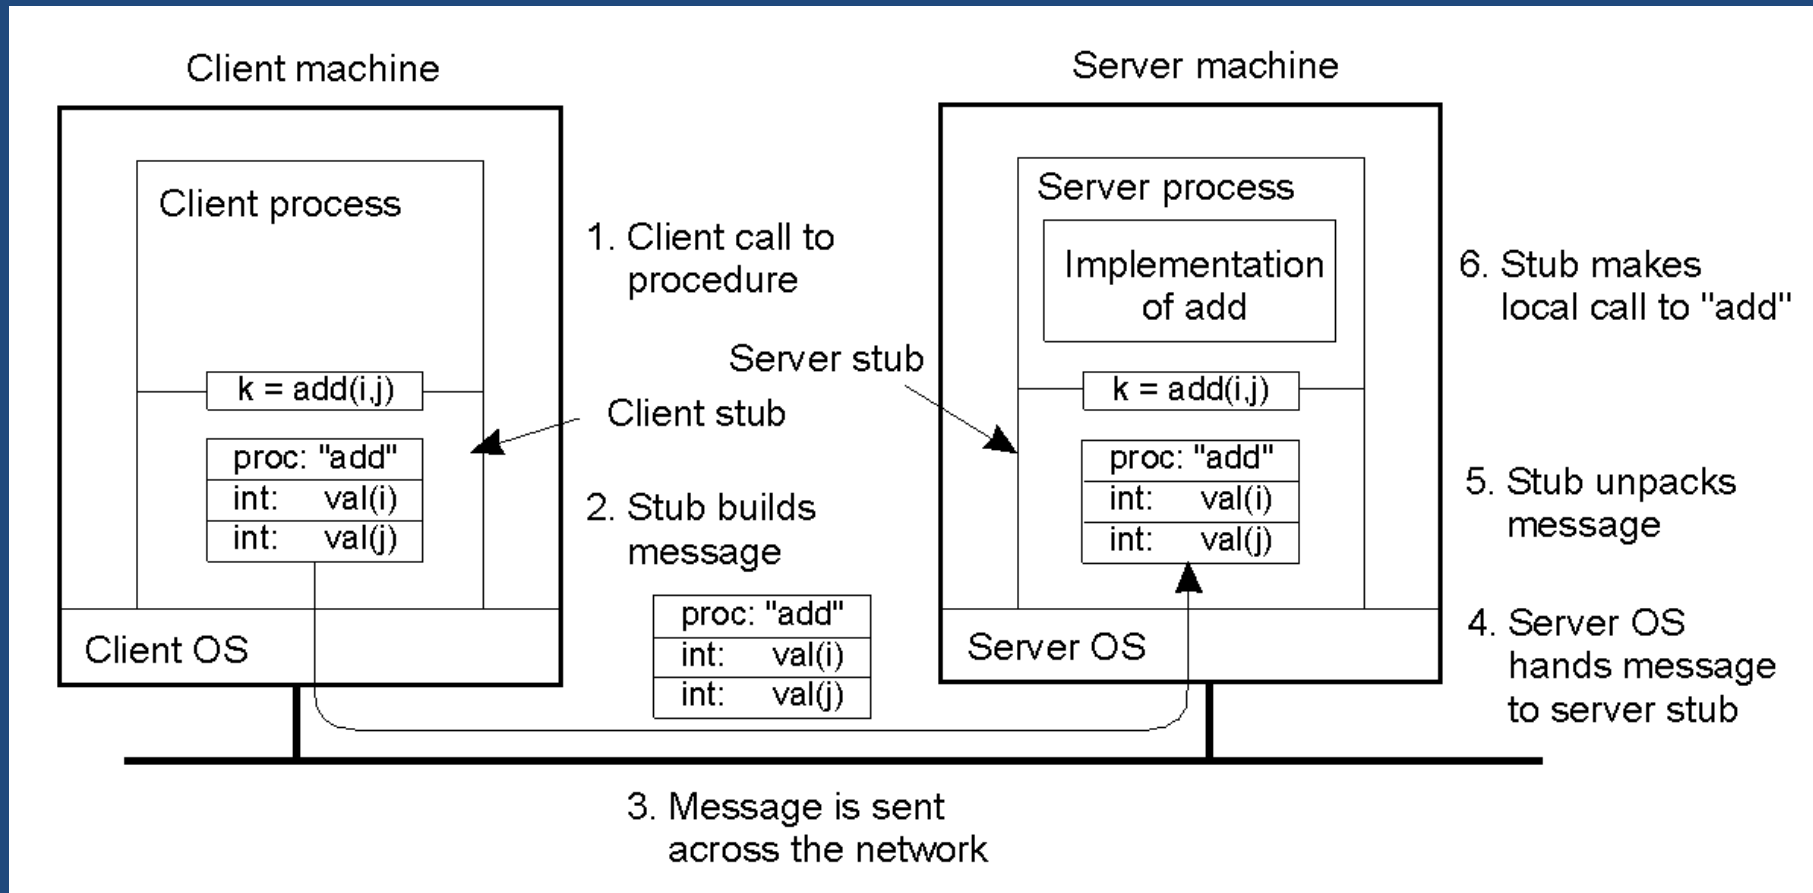 Client machine
Server machine
Client process
1. Client call to
procedure
k = add(i,j)
Client stub
proc: "add"
int: val(i)
int: val(j)
2. Stub builds
message
proc: "add"
int: val(i)
int: val(j)
Client OS
3. Message is sent
across the network
Server process
Implementation
of add
Server stub
k = add(i,j)
proc: "add"
int: val(i)
int: val(j)
Server OS
6. Stub makes
local call to "add"
5. Stub unpacks
message
4. Server OS
hands message
to server stub